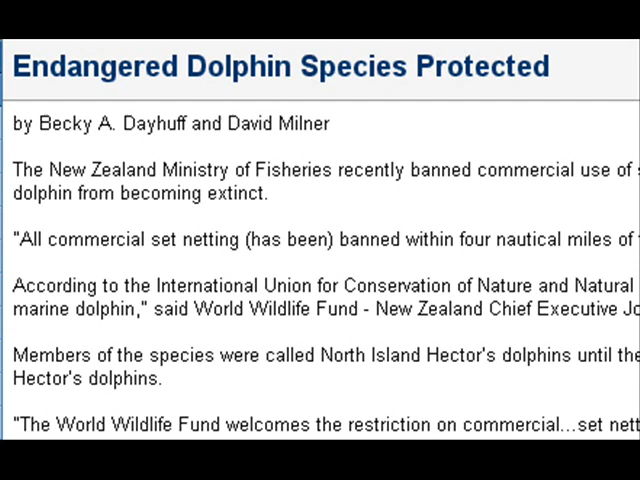 Endangered Dolphin Species Protected
by Becky A. Dayhuff and David Milner
The New Zealand Ministry of Fisheries recently banned commercial use of
dolphin from becoming extinct.
"All commercial set netting (has been) banned within four nautical miles of
According to the International Union for Conservation of Nature and Natural
marine dolphin," said World Wildlife Fund - New Zealand Chief Executive Jo
Members of the species were called North Island Hector's dolphins until the
Hector's dolphins.
"The World Wildlife Fund welcomes the restriction on commercial...set nett